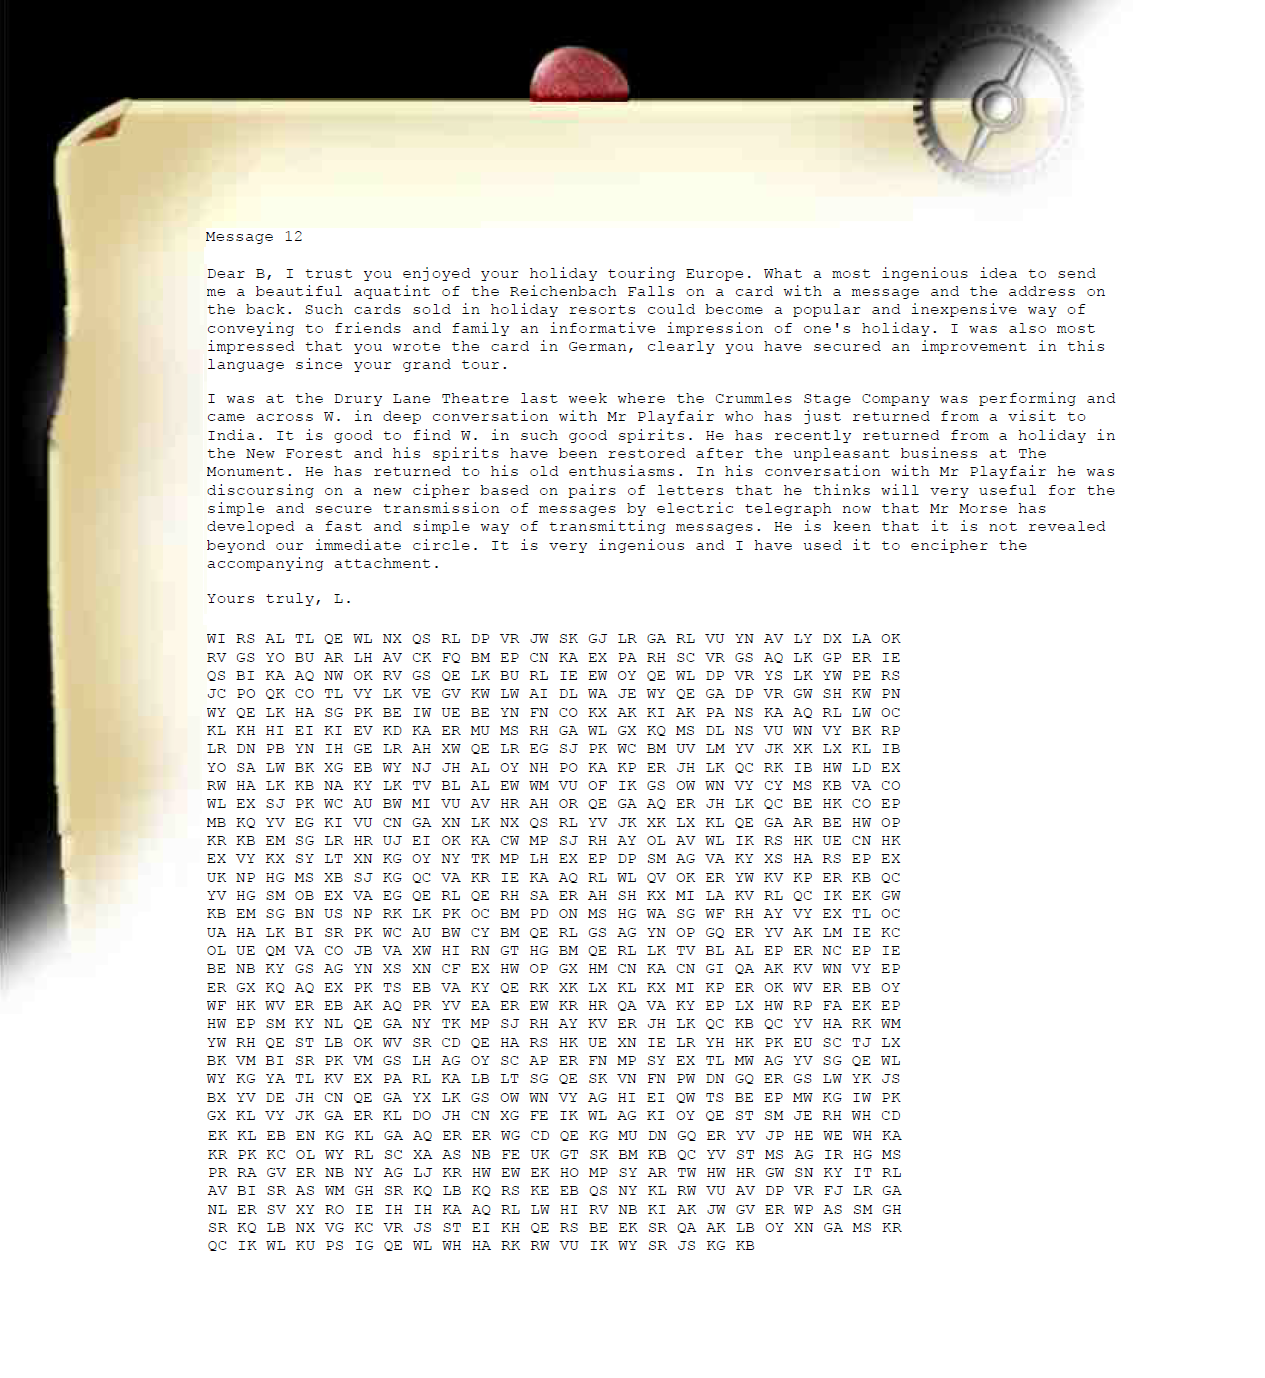 Message 12
Dear B, I trust you enjoyed your holiday touring Europe. What a most ingenious idea to send
me a beautiful aquatint of the Reichenbach Falls on a card with a message and the address on
the back. Such cards sold in holiday resorts could become a popular and inexpensive way of
conveying to friends and family an informative impression of one's holiday. I was also most
impressed that you wrote the card in German, clearly you have secured an improvement in this
language since your grand tour.
I was at the Drury Lane Theatre last week where the Crummles Stage Company was performing and
came across W. in deep conversation with Mr Playfair who has just returned from a visit to
India. It is good to find W. in such good spirits. He has recently returned from a holiday in
the New Forest and his spirits have been restored after the unpleasant business at The
Monument. He has returned to his old enthusiasms. In his conversation with Mr Playfair he was
discoursing on a new cipher based on pairs of letters that he thinks will very useful for the
simple and secure transmission of messages by electric telegraph now that Mr Morse has
developed a fast and simple way of transmitting messages. He is keen that it is not revealed
beyond our immediate circle. It is very ingenious and I have used it to encipher the
accompanying attachment.
Yours truly, L.
WI RS AL TL QE WL NX QS RL DP VR JW SK GJ LR GA RL VU YN AV LY DX LA OK
RV GS YO BU AR LH AV CK FQ BM EP CN KA EX PA RH SC VR GS AQ LK GP ER IE
QS BI KA AQ NW OK RV GS QE LK BU RL IE EW OY QE WL DP VR YS LK YW PE RS
JC PO QK CO TL VY LK VE GV KW LW AI DL WA JE WY QE GA DP VR GW SH KW PN
WY QE LK HA SG PK BE IW UE BE YN FN CO KX AK KI AK PA NS KA AQ RL LW OC
KL KH HI EI KI EV KD KA ER MU MS RH GA WL GX KQ MS DL NS VU WN VY BK RP
LR DN PB YN IH GE LR AH XW QE LR EG SJ PK WC BM UV LM YV JK XK LX KL IB
YO SA LW BK XG EB WY NJ JH AL OY NH PO KA KP ER JH LK QC RK IB HW LD EX
RW HA LK KB NA KY LK TV BL AL EW WM VU OF IK GS OW WN VY CY MS KB VA CO
WL EX SJ PK WC AU BW MI VU AV HR AH OR QE GA AQ ER JH LK QC BE HK CO EP
MB KQ YV EG KI VU CN GA XN LK NX QS RL YV JK XK LX KL QE GA AR BE HW OP
KR KB EM SG LR HR UJ EI OK KA CW MP SJ RH AY OL AV WL IK RS HK UE CN HK
EX VY KX SY LT XN KG OY NY TK MP LH EX EP DP SM AG VA KY XS HA RS EP EX
UK NP HG MS XB SJ KG QC VA KR IE KA AQ RL WL QV OK ER YW KV KP ER KB QC
YV HG SM OB EX VA EG QE RL QE RH SA ER AH SH KX MI LA KV RL QC IK EK GW
KB EM SG BN US NP RK LK PK OC BM PD ON MS HG WA SG WF RH AY VY EX TL OC
UA HA LK BI SR PK WC AU BW CY BM QE RL GS AG YN OP GQ ER YV AK LM IE KC
OL UE QM VA CO JB VA XW HI RN GT HG BM QE RL LK TV BL AL EP ER NC EP IE
BE NB KY GS AG YN XS XN CF EX HW OP GX HM CN KA CN GI QA AK KV WN VY EP
ER GX KQ AQ EX PK TS EB VA KY QE RK XK LX KL KX MI KP ER OK WV ER EB OY
WF HK WV ER EB AK AQ PR YV EA ER EW KR HR QA VA KY EP LX HW RP FA EK EP
HW EP SM KY NL QE GA NY TK MP SJ RH AY KV ER JH LK QC KB QC YV HA RK WM
YW RH QE ST LB OK WV SR CD QE HA RS HK UE XN IE LR YH HK PK EU SC TJ LX
BK VM BI SR PK VM GS LH AG OY SC AP ER FN MP SY EX TL MW AG YV SG QE WL
WY KG YA TL KV EX PA RL KA LB LT SG QE SK VN FN PW DN GQ ER GS LW YK JS
BX YV DE JH CN QE GA YX LK GS OW WN VY AG HI EI QW TS BE EP MW KG IW PK
GX KL VY JK GA ER KL DO JH CN XG FE IK WL AG KI OY QE ST SM JE RH WH CD
EK KL EB EN KG KL GA AQ ER ER WG CD QE KG MU DN GQ ER YV JP HE WE WH KA
KR PK KC OL WY RL SC XA AS NB FE UK GT SK BM KB QC YV ST MS AG IR HG MS
PR RA GV ER NB NY AG LJ KR HW EW EK HO MP SY AR TW HW HR GW SN KY IT RL
AV BI SR AS WM GH SR KQ LB KQ RS KE EB QS NY KL RW VU AV DP VR FJ LR GA
NL ER SV XY RO IE IH IH KA AQ RL LW HI RV NB KI AK JW GV ER WP AS SM GH
SR KQ LB NX VG KC VR JS ST EI KH QE RS BE EK SR QA AK LB OY XN GA MS KR
QC IK WL KU PS IG QE WL WH HA RK RW VU IK WY SR JS KG KB